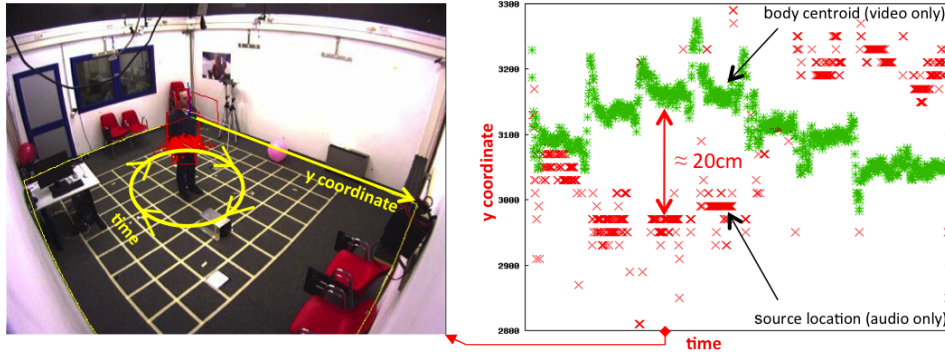 y coordinate
time
3300
3200
3100
3000
2900
2800
y coordinate
body centroid (video only)
≈ 20cm
source location (audio only)
time